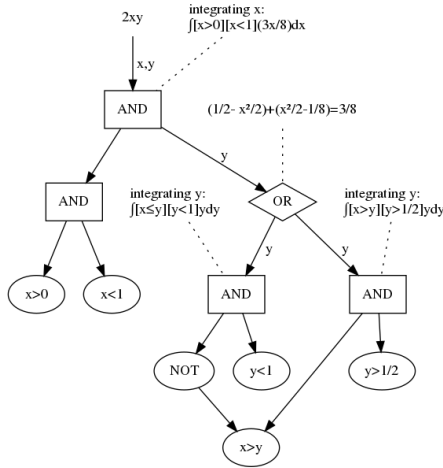 2xy
integrating x:
∫[x>0][x<1](3x/8)dx
x,y
AND
(1/2- x²/2)+(x²/2-1/8)=3/8
y
integrating y:
∫[x≤y][y<1]ydy
integrating y:
∫[x>y][y>1/2]ydy
AND
OR
y
y
x>0
x<1
AND
AND
NOT
y<1
y>1/2
x>y